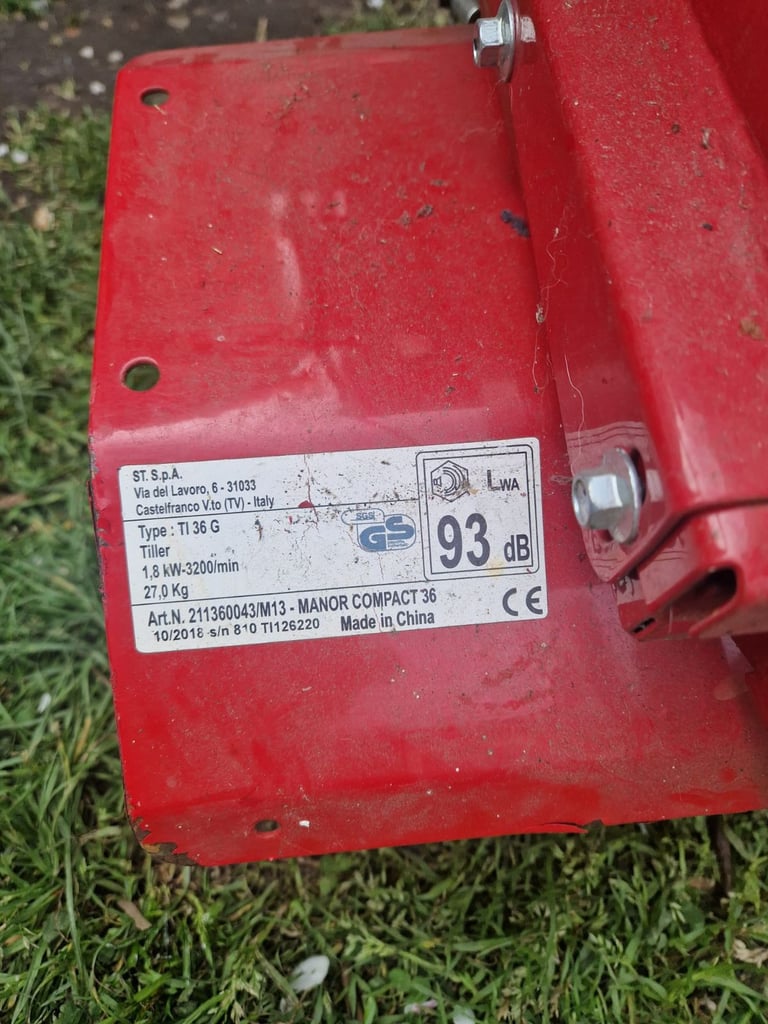 ST. S.p.A.
Via del Lavoro, 6 - 31033
Castelfranco V.to (TV) - Italy
Type : TI 36 G
Tiller
1,8 kW-3200/min
27,0 Kg
SGS
GS
LWA
93 dB
Art.N. 211360043/M13 - MANOR COMPACT 36
10/2018 s/n 810 TI126220 Made in China
CE